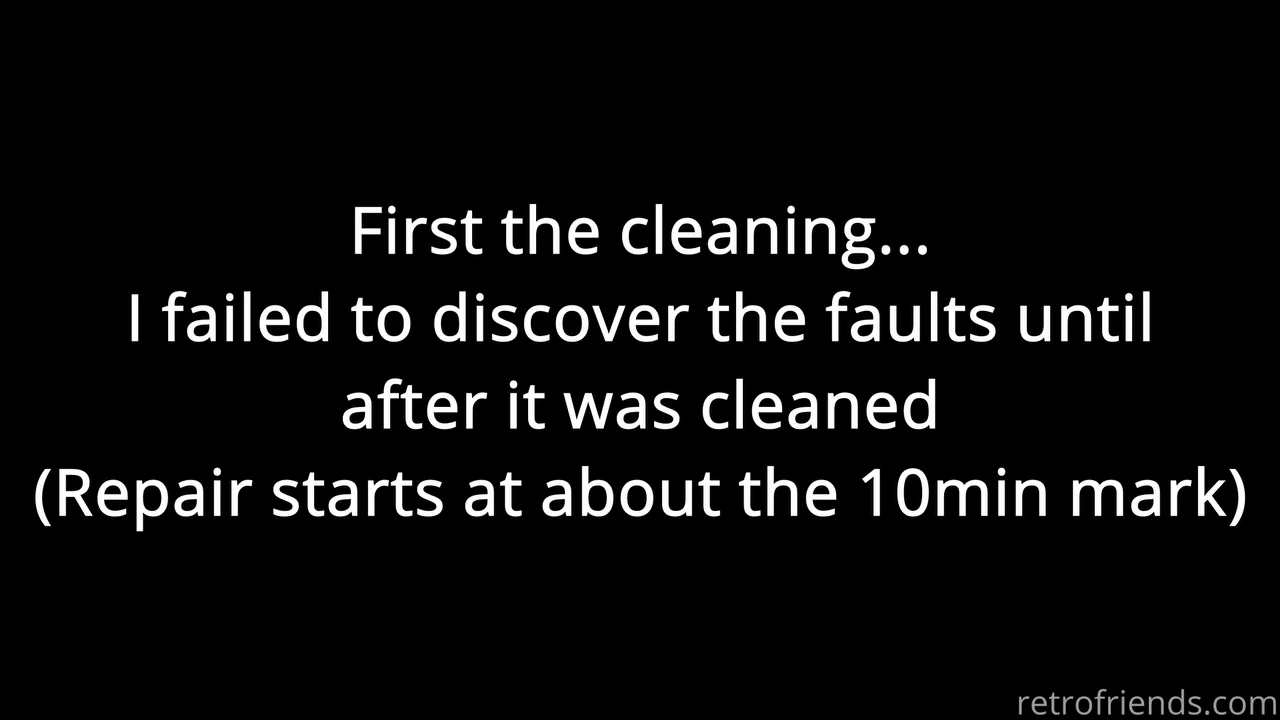 First the cleaning...
I failed to discover the faults until
after it was cleaned
(Repair starts at about the 10min mark)
retrofriends.com